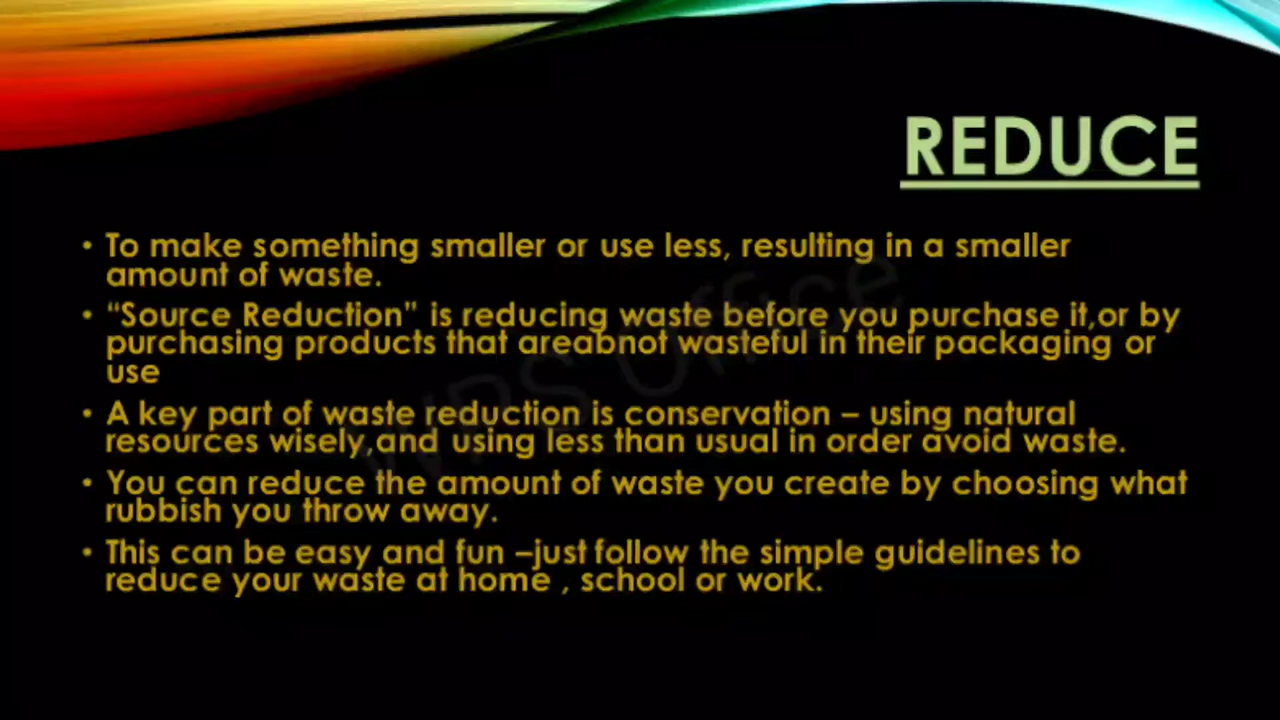 REDUCE
• To make something smaller or use less, resulting in a smaller
amount of waste.
• “Source Reduction” is reducing waste before you purchase it,or by
purchasing products that areabnot wasteful in their packaging or
use
• A key part of waste reduction is conservation – using natural
resources wisely,and using less than usual in order avoid waste.
• You can reduce the amount of waste you create by choosing what
rubbish you throw away.
• This can be easy and fun –just follow the simple guidelines to
reduce your waste at home , school or work.
WPS Office